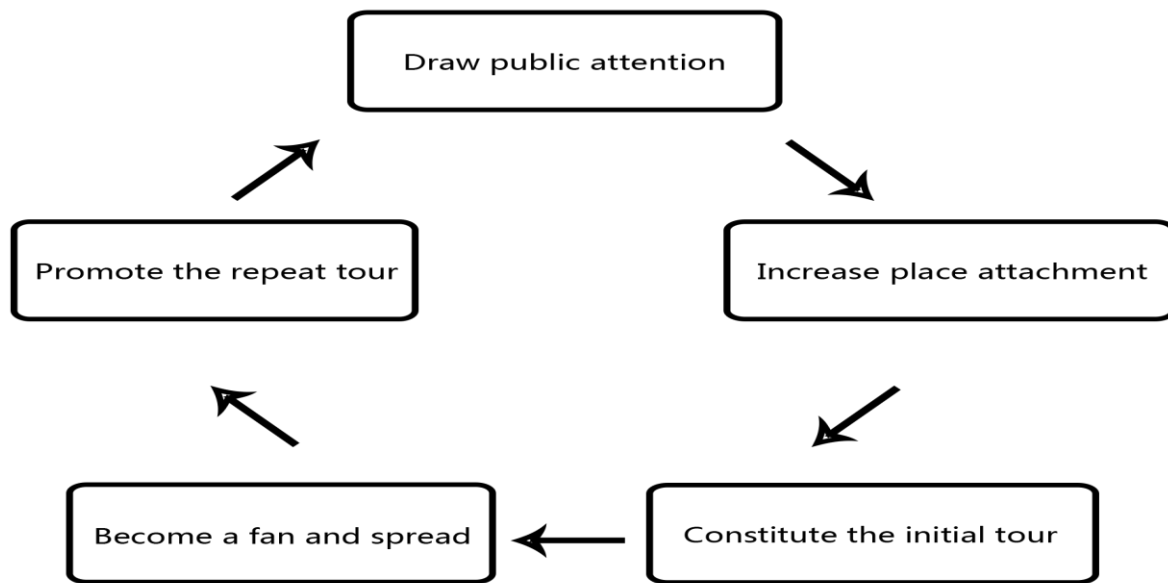 Draw public attention
Promote the repeat tour
Increase place attachment
Become a fan and spread
Constitute the initial tour